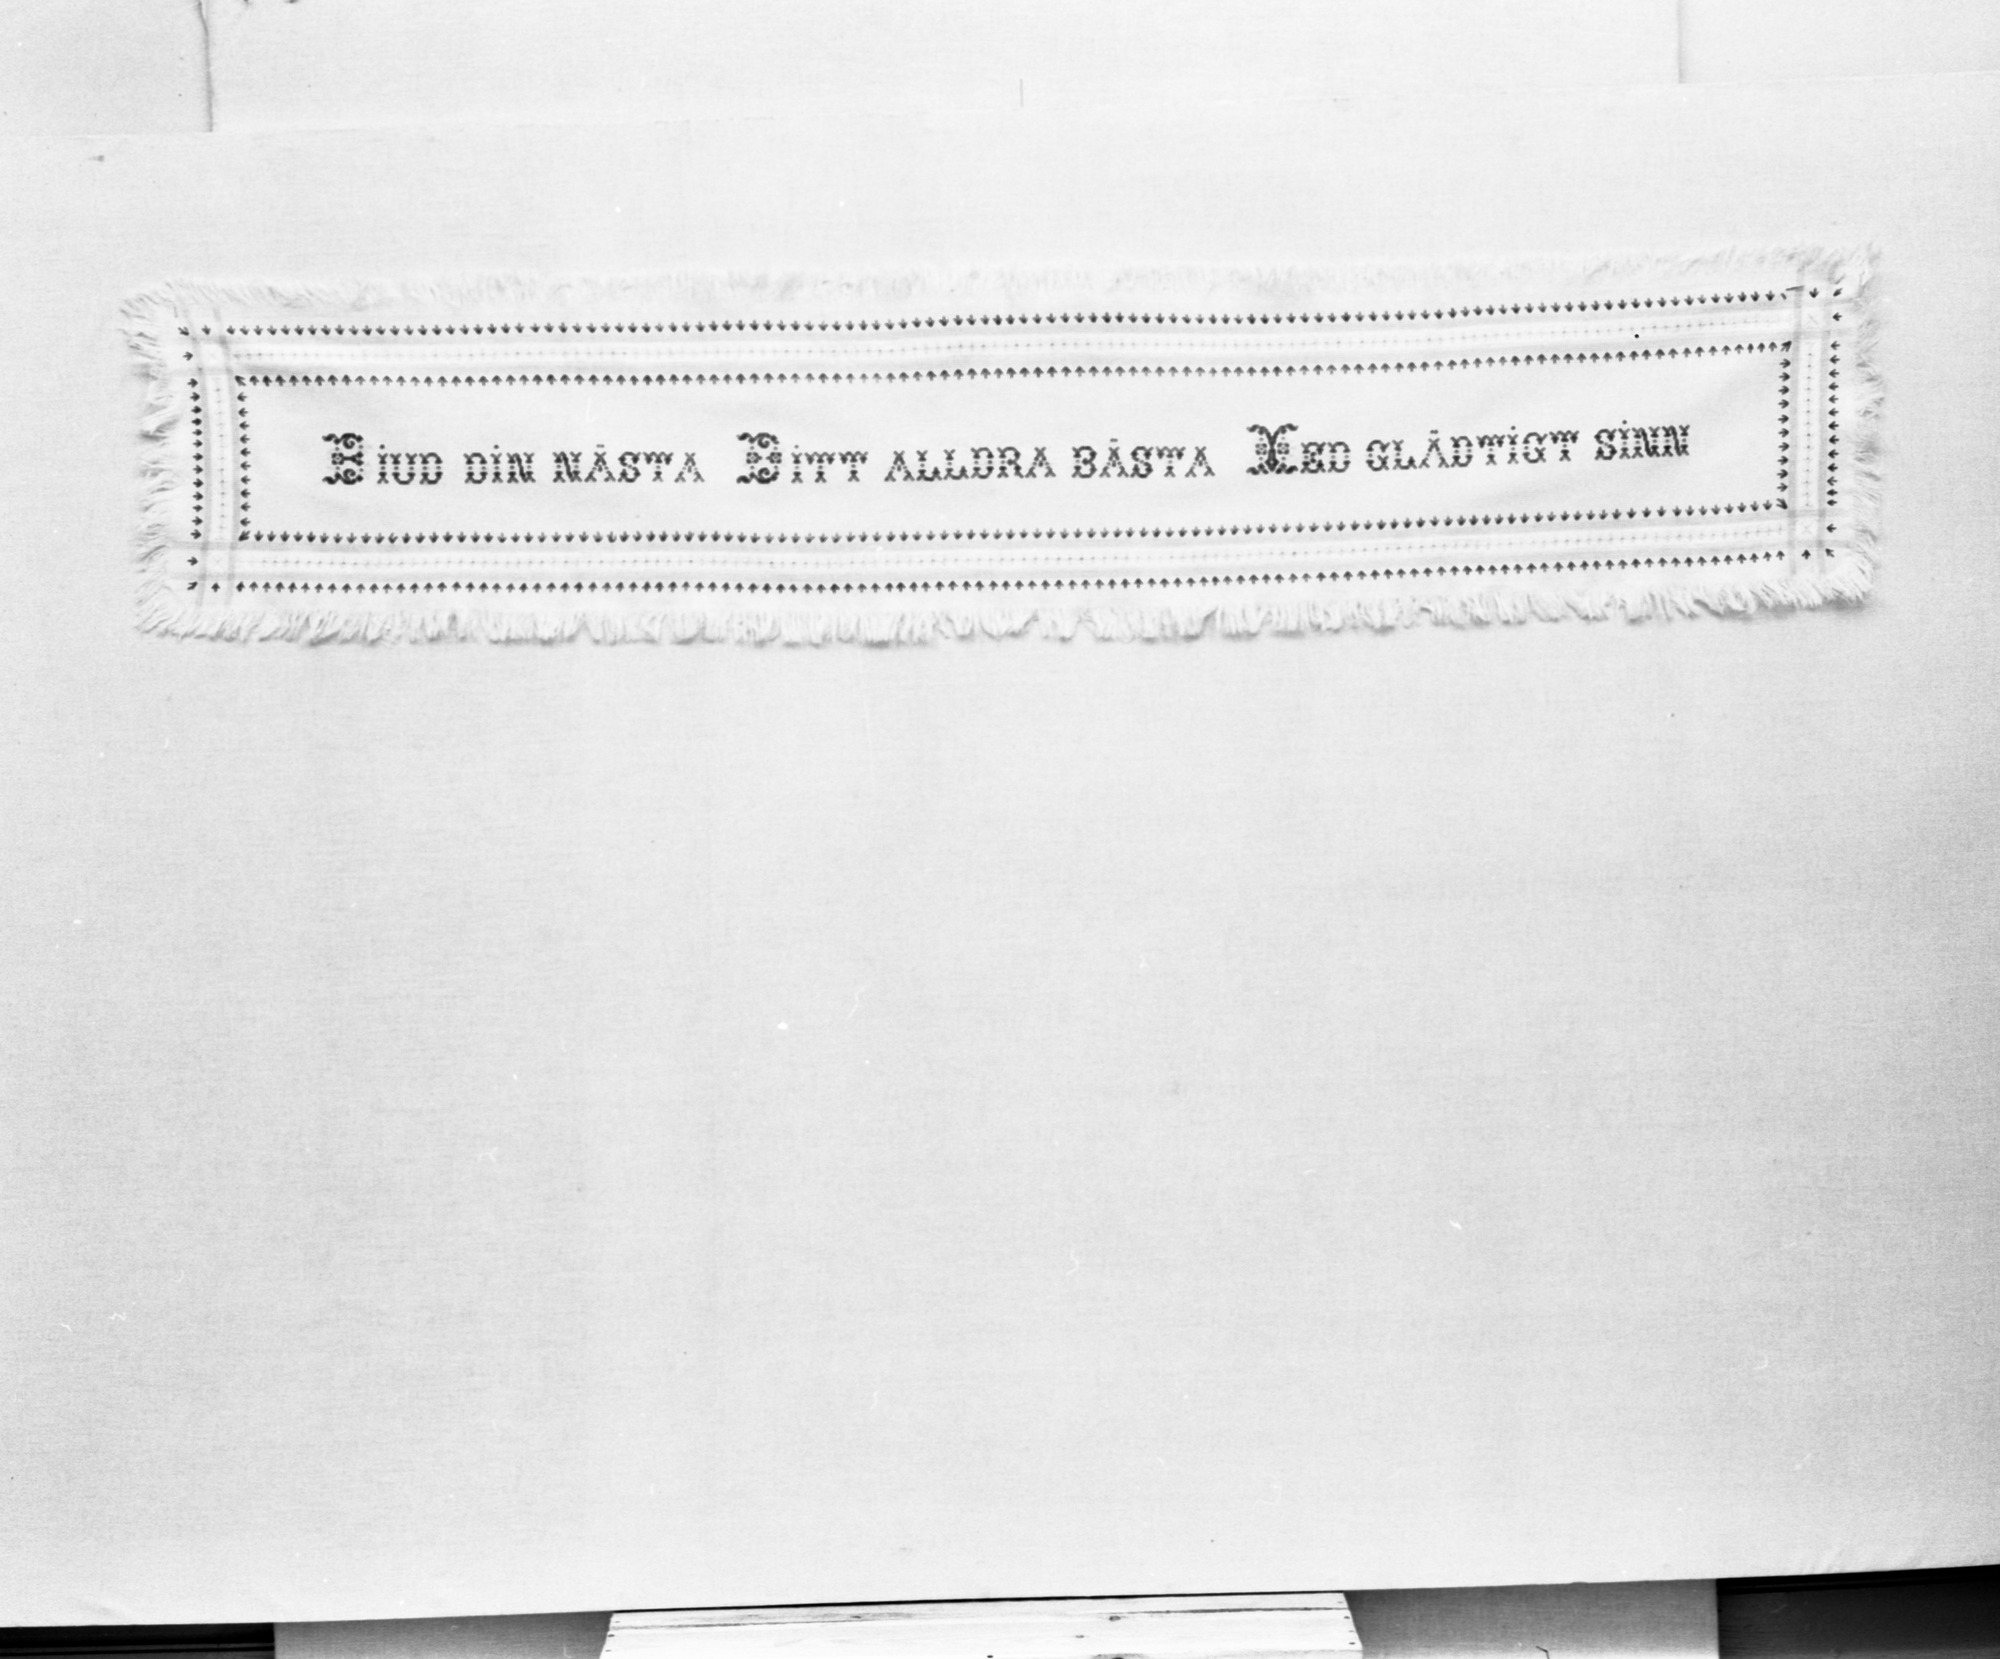 BIUD DIN NÄSTA DITT ALLDRA BÄSTA MED GLÄDTIGT SINN